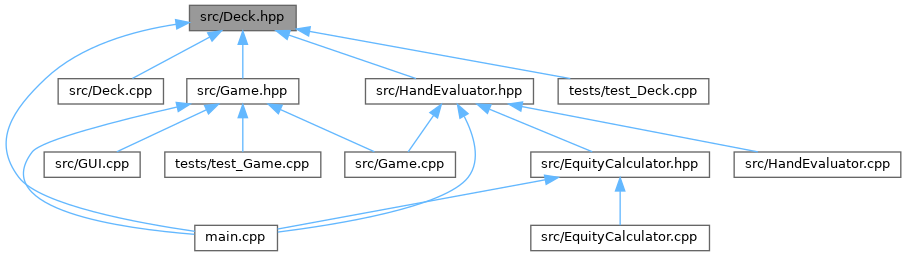 src/Deck.hpp
src/Deck.cpp
src/Game.hpp
src/HandEvaluator.hpp
tests/test_Deck.cpp
src/GUI.cpp
tests/test_Game.cpp
src/Game.cpp
src/EquityCalculator.hpp
src/HandEvaluator.cpp
main.cpp
src/EquityCalculator.cpp